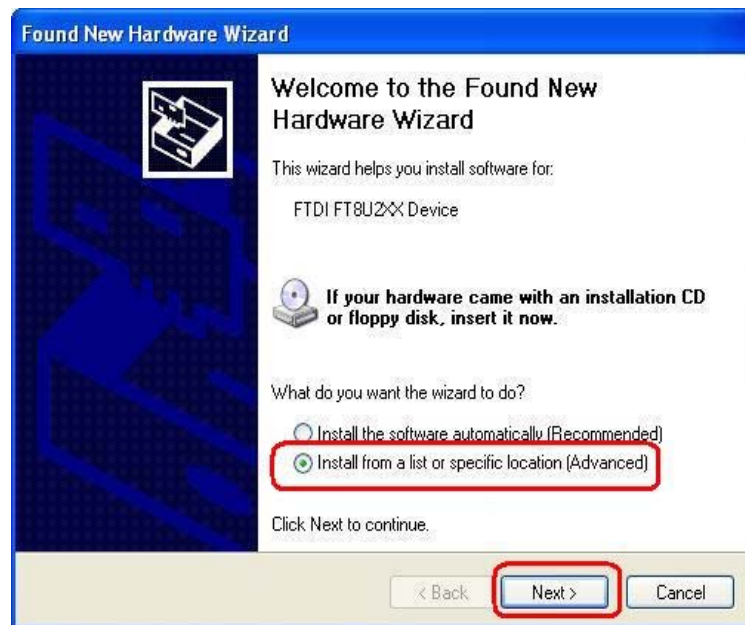 Found New Hardware Wizard
Welcome to the Found New
Hardware Wizard
This wizard helps you install software for:
FTDI FT8U2XX Device
If your hardware came with an installation CD
or floppy disk, insert it now.
What do you want the wizard to do?
Install the software automatically (Recommended)
Install from a list or specific location (Advanced)
Click Next to continue.
< Back Next > Cancel